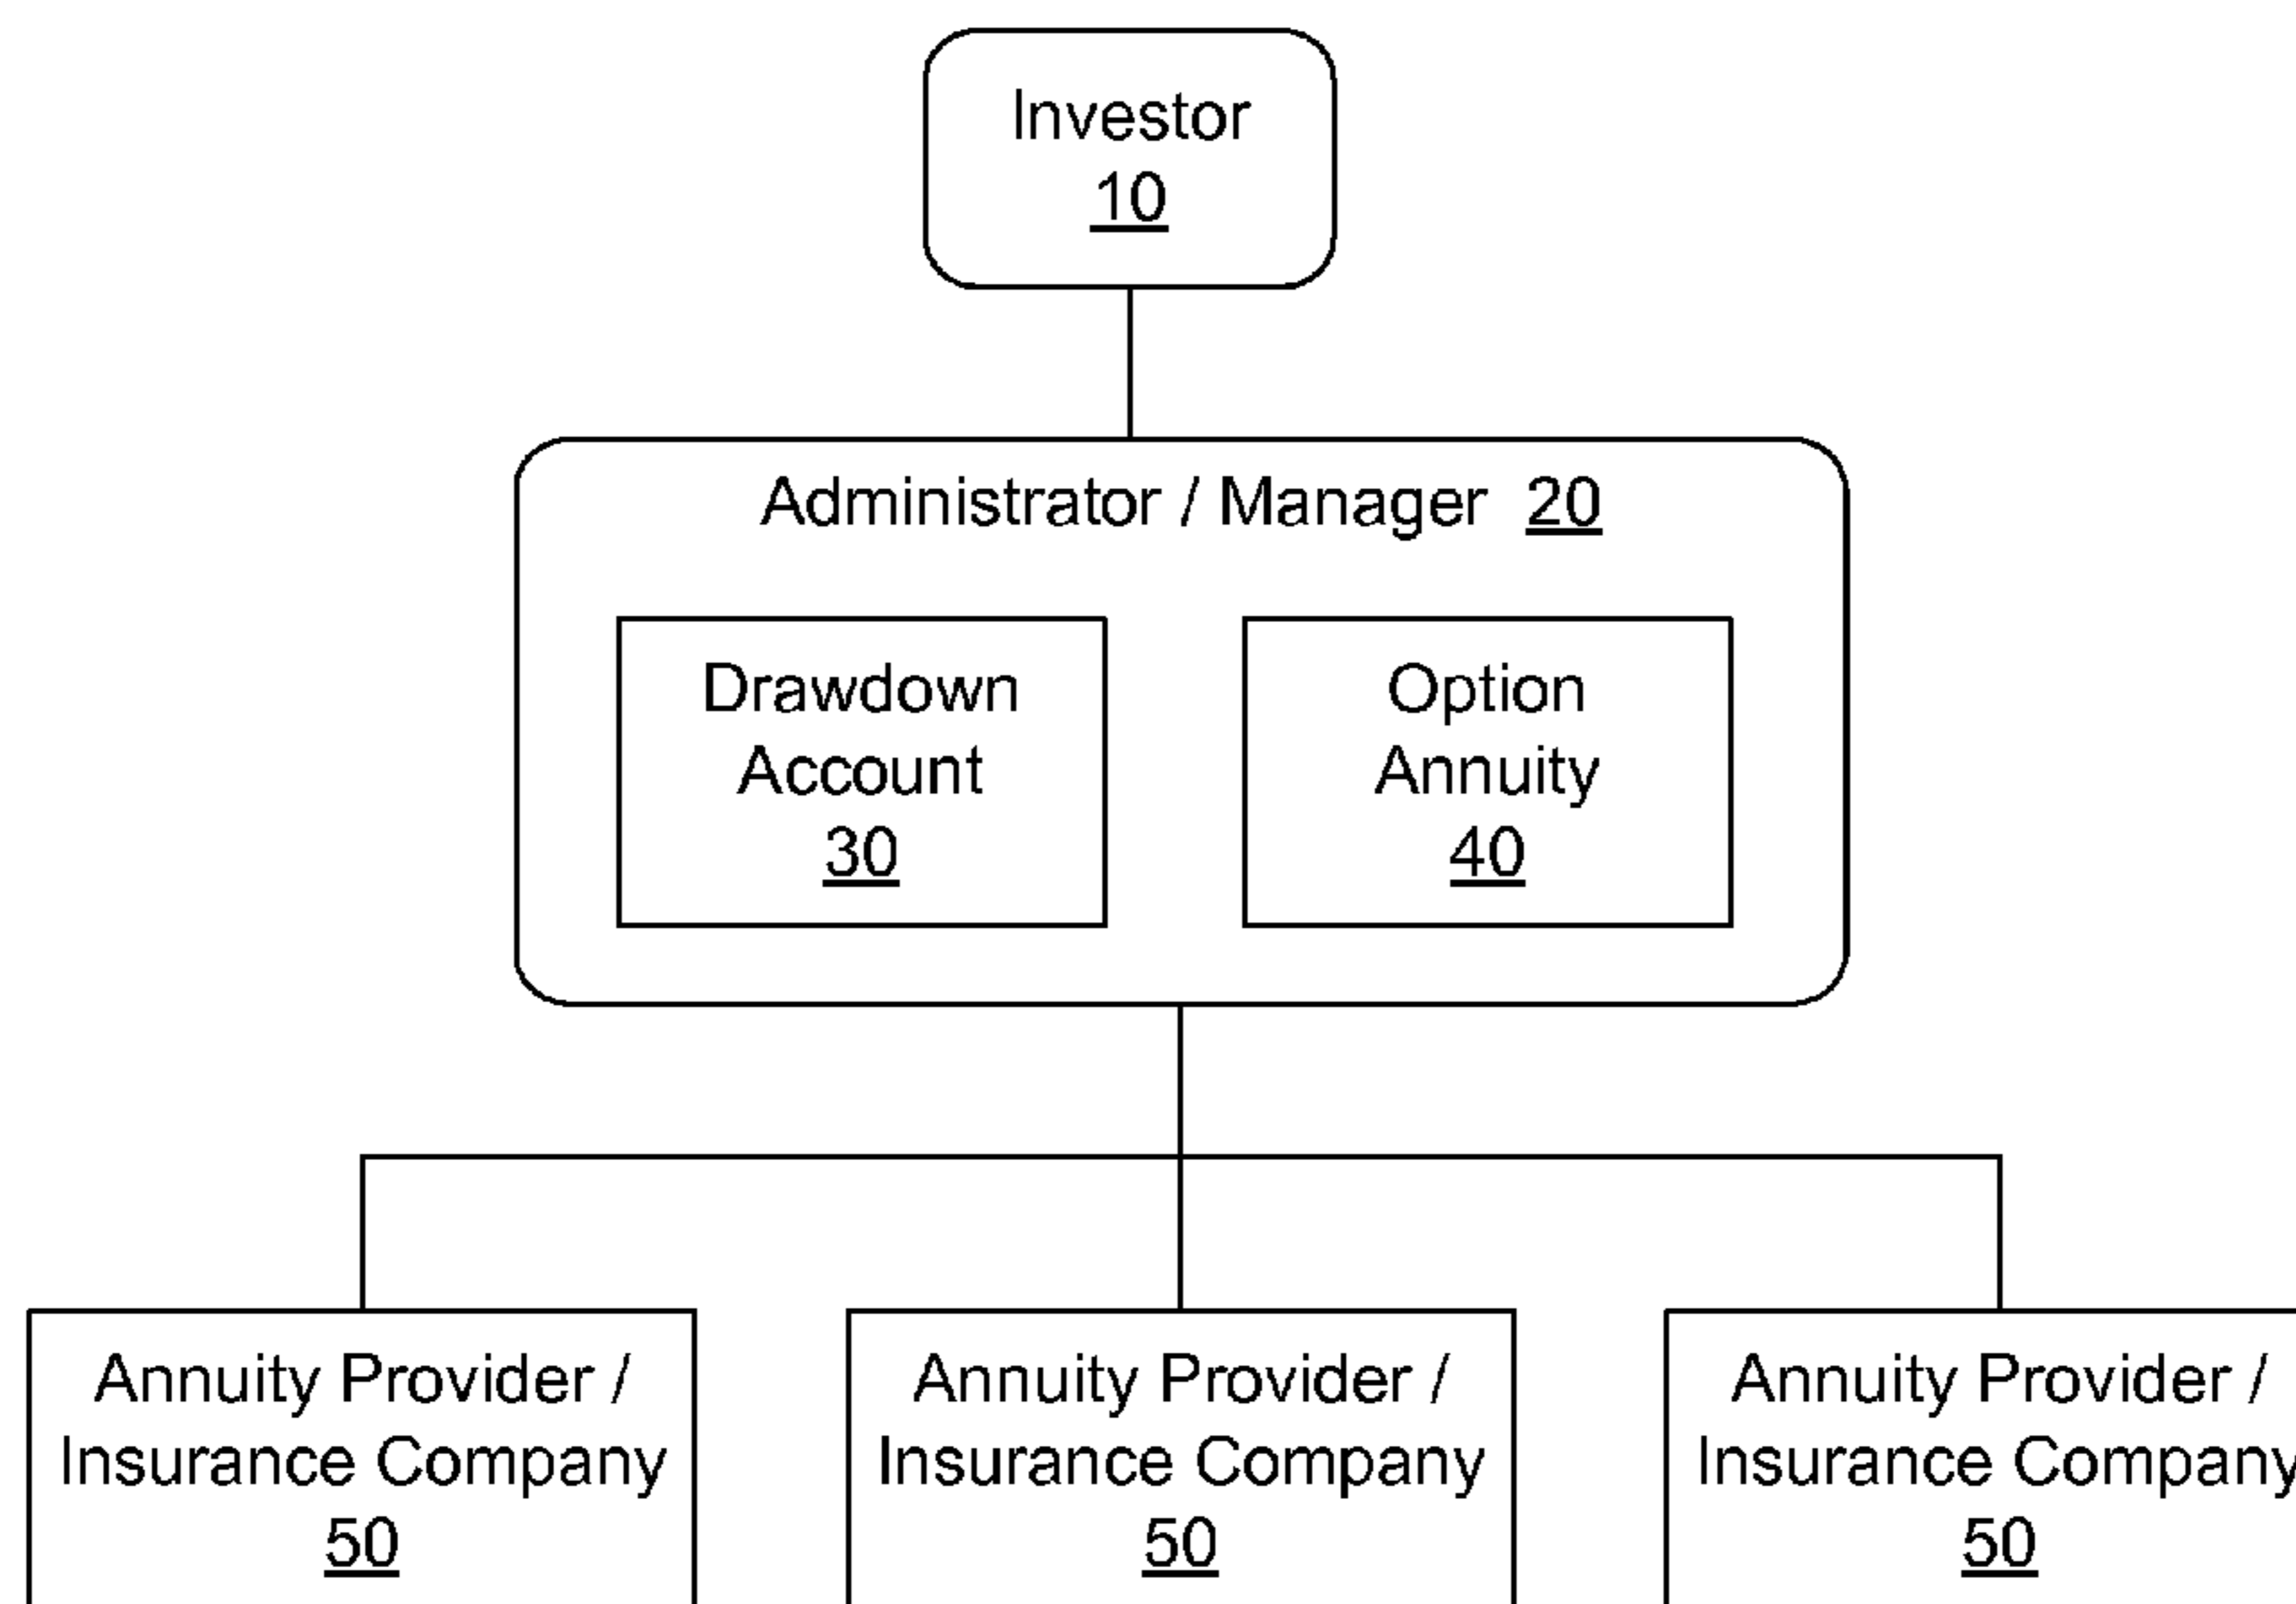 Investor
10
Administrator / Manager 20
Drawdown
Account
30
Option
Annuity
40
Annuity Provider /
Insurance Company
50
Annuity Provider /
Insurance Company
50
Annuity Provider /
Insurance Company
50